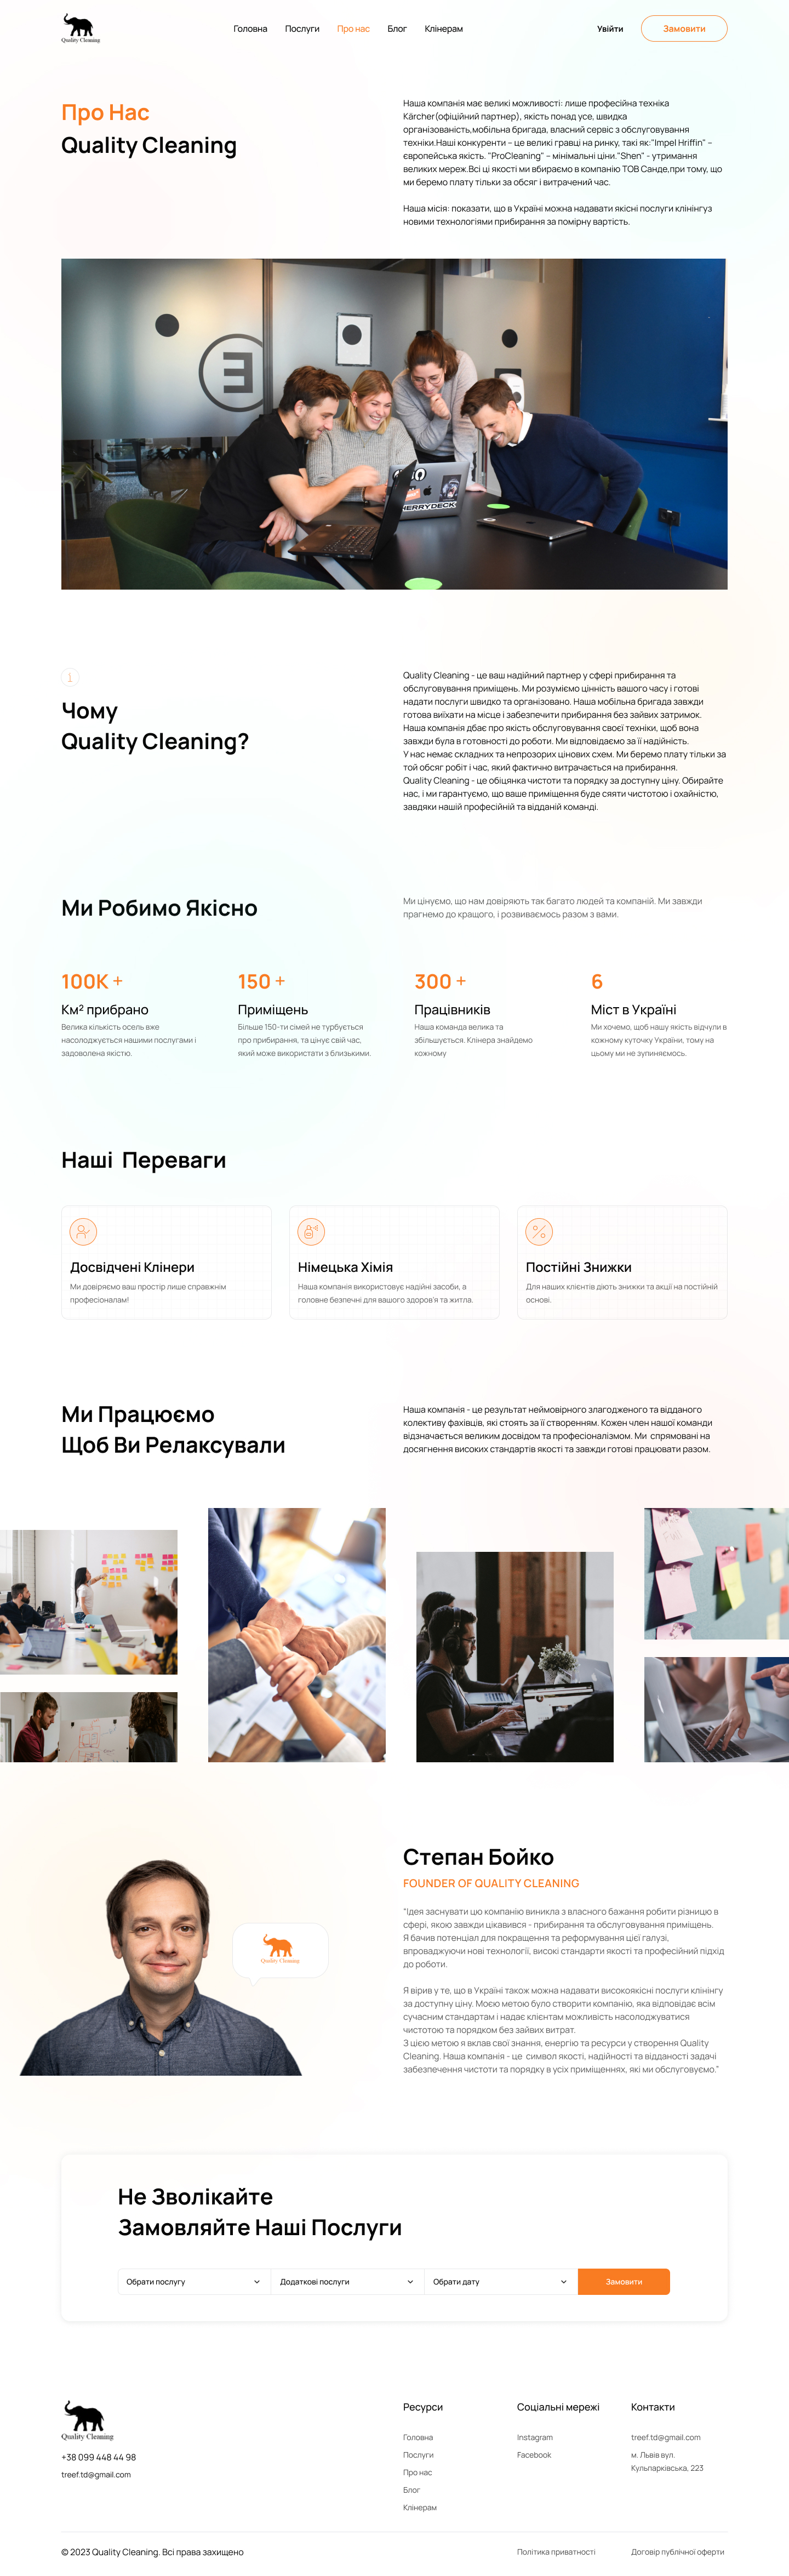 Quality Cleaning
Головна
Послуги
Про нас
Блог
Клінерам
Увійти
Замовити
Про Нас
Quality Cleaning
Наша компанія має великі можливості: лише професійна техніка
Kärcher(офіційний партнер), якість понад усе, швидка
організованість,мобільна бригада, власний сервіс з обслуговування
техніки.Наші конкуренти – це великі гравці на ринку, такі як:"Impel Hriffin" –
європейська якість. "ProCleaning" – мінімальні ціни."Shen" - утримання
великих мереж.Всі ці якості ми вбираємо в компанію ТОВ Санде,при тому, що
ми беремо плату тільки за обсяг і витрачений час.
Наша місія: показати, що в Україні можна надавати якісні послуги клінінгуз
новими технологіями прибирання за помірну вартість.
Чому
Quality Cleaning?
Quality Cleaning - це ваш надійний партнер у сфері прибирання та
обслуговування приміщень. Ми розуміємо цінність вашого часу і готові
надати послуги швидко та організовано. Наша мобільна бригада завжди
готова виїхати на місце і забезпечити прибирання без зайвих затримок.
Наша компанія дбає про якість обслуговування своєї техніки, щоб вона
завжди була в готовності до роботи. Ми відповідаємо за її надійність.
У нас немає складних та непрозорих цінових схем. Ми беремо плату тільки за
той обсяг робіт і час, який фактично витрачається на прибирання.
Quality Cleaning - це обіцянка чистоти та порядку за доступну ціну. Обирайте
нас, і ми гарантуємо, що ваше приміщення буде сяяти чистотою і охайністю,
завдяки нашій професійній та відданій команді.
Ми Робимо Якісно
Ми цінуємо, що нам довіряють так багато людей та компаній. Ми завжди
прагнемо до кращого, і розвиваємось разом з вами.
100K +
Км² прибрано
Велика кількість осель вже
насолоджується нашими послугами і
задоволена якістю.
150 +
Приміщень
Більше 150-ти сімей не турбується
про прибирання, та цінує свій час,
який може використати з близькими.
300 +
Працівників
Наша команда велика та
збільшується. Клінера знайдемо
кожному
6
Міст в Україні
Ми хочемо, щоб нашу якість відчули в
кожному куточку України, тому на
цьому ми не зупиняємось.
Наші Переваги
Досвідчені Клінери
Ми довіряємо ваш простір лише справжнім
професіоналам!
Німецька Хімія
Наша компанія використовує надійні засоби, а
головне безпечні для вашого здоров'я та житла.
Постійні Знижки
Для наших клієнтів діють знижки та акції на постійній
основі.
Ми Працюємо
Щоб Ви Релаксували
Наша компанія - це результат неймовірного злагодженого та відданого
колективу фахівців, які стоять за її створенням. Кожен член нашої команди
відзначається великим досвідом та професіоналізмом. Ми спрямовані на
досягнення високих стандартів якості та завжди готові працювати разом.
Quality Cleaning
Степан Бойко
FOUNDER OF QUALITY CLEANING
"Ідея заснувати цю компанію виникла з власного бажання робити різницю в
сфері, якою завжди цікавився - прибирання та обслуговування приміщень.
Я бачив потенціал для покращення та реформування цієї галузі,
впроваджуючи нові технології, високі стандарти якості та професійний підхід
до роботи.
Я вірив у те, що в Україні також можна надавати високоякісні послуги клінінгу
за доступну ціну. Моєю метою було створити компанію, яка відповідає всім
сучасним стандартам і надає клієнтам можливість насолоджуватися
чистотою та порядком без зайвих витрат.
З цією метою я вклав свої знання, енергію та ресурси у створення Quality
Cleaning. Наша компанія - це символ якості, надійності та відданості задачі
забезпечення чистоти та порядку в усіх приміщеннях, які ми обслуговуємо."
Не Зволікайте
Замовляйте Наші Послуги
Обрати послугу
Додаткові послуги
Обрати дату
Замовити
Quality Cleaning
+38 099 448 44 98
treef.td@gmail.com
Ресурси
Головна
Послуги
Про нас
Блог
Клінерам
Соціальні мережі
Instagram
Facebook
Контакти
treef.td@gmail.com
м. Львів вул.
Кульпарківська, 223
© 2023 Quality Cleaning. Всі права захищено
Політика приватності
Договір публічної оферти